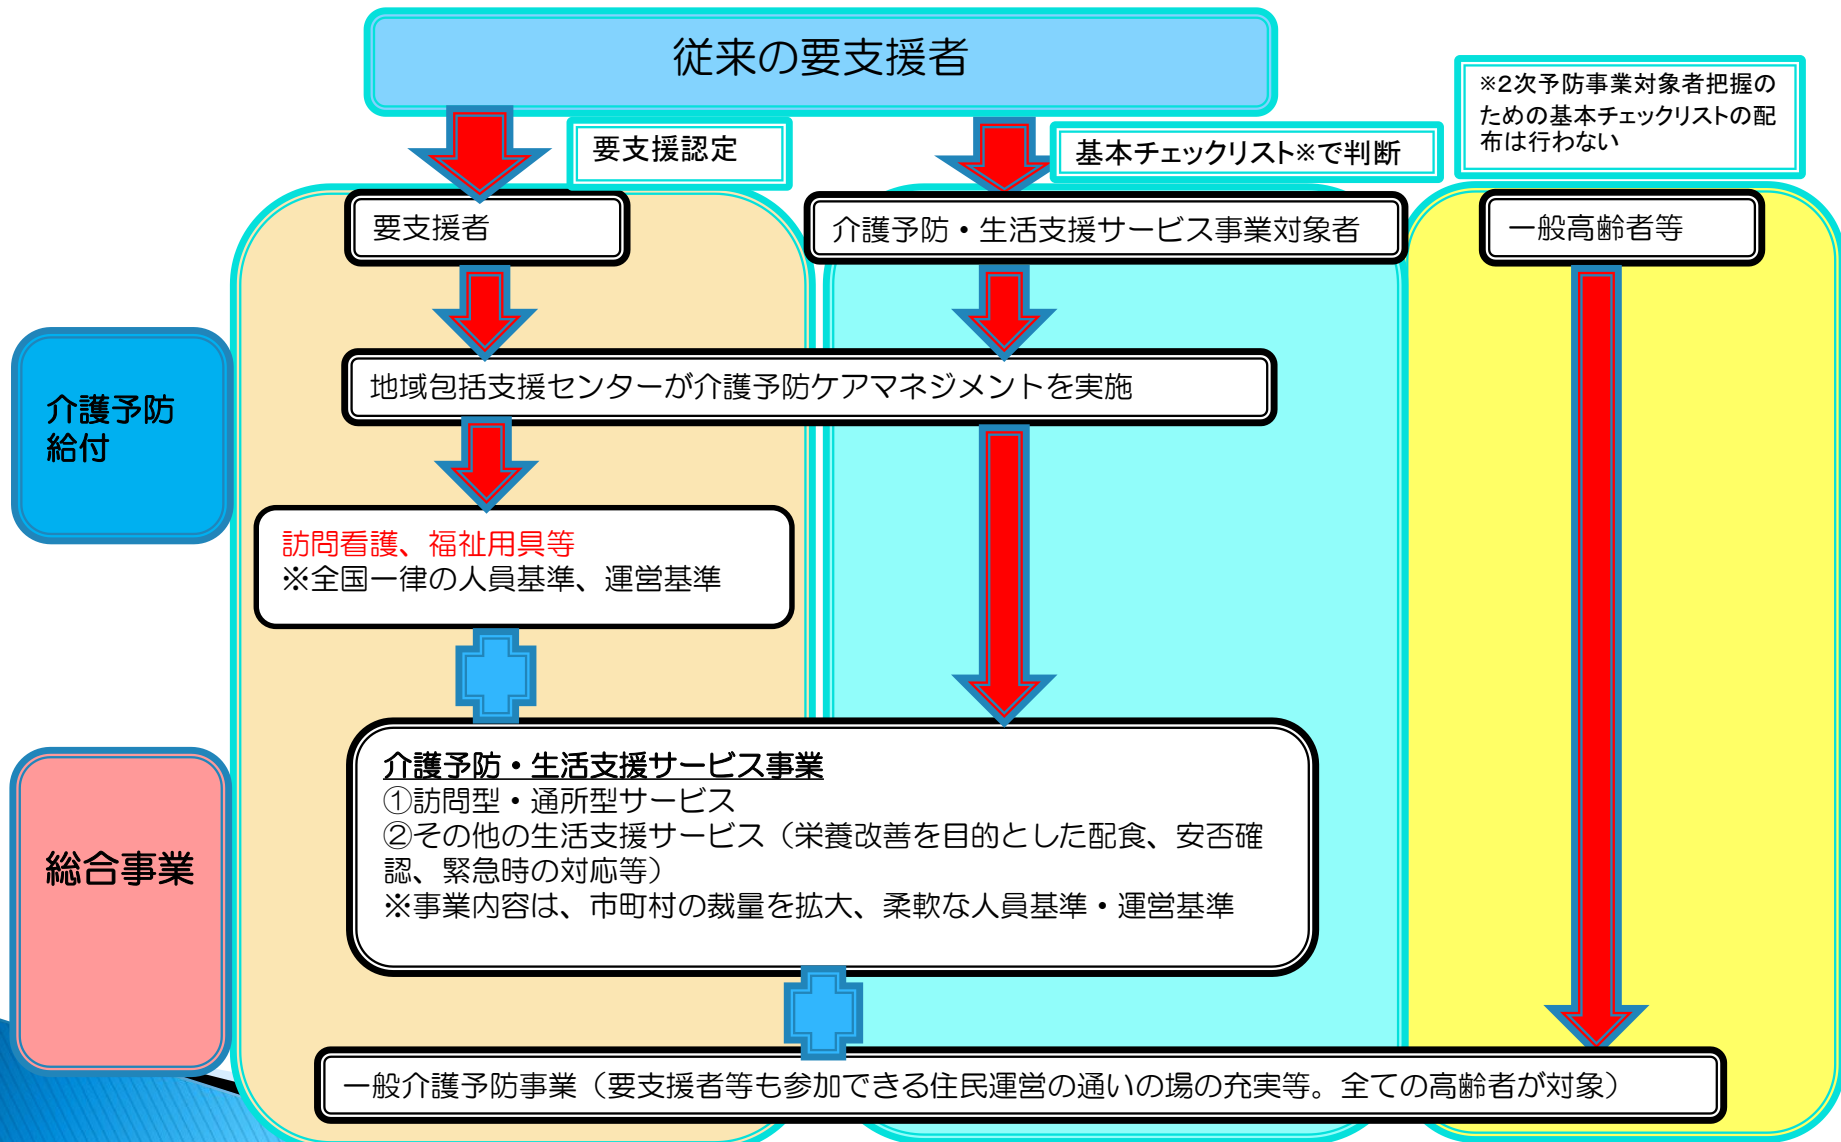 従来の要支援者
※2次予防事業対象者把握の
ための基本チェックリストの配
布は行わない
要支援認定
基本チェックリスト※で判断
要支援者
介護予防・生活支援サービス事業対象者
一般高齢者等
地域包括支援センターが介護予防ケアマネジメントを実施
介護予防
給付
訪問看護、福祉用具等
※全国一律の人員基準、運営基準
介護予防・生活支援サービス事業
①訪問型・通所型サービス
②その他の生活支援サービス（栄養改善を目的とした配食、安否確
認、緊急時の対応等）
※事業内容は、市町村の裁量を拡大、柔軟な人員基準・運営基準
総合事業
一般介護予防事業（要支援者等も参加できる住民運営の通いの場の充実等。全ての高齢者が対象）